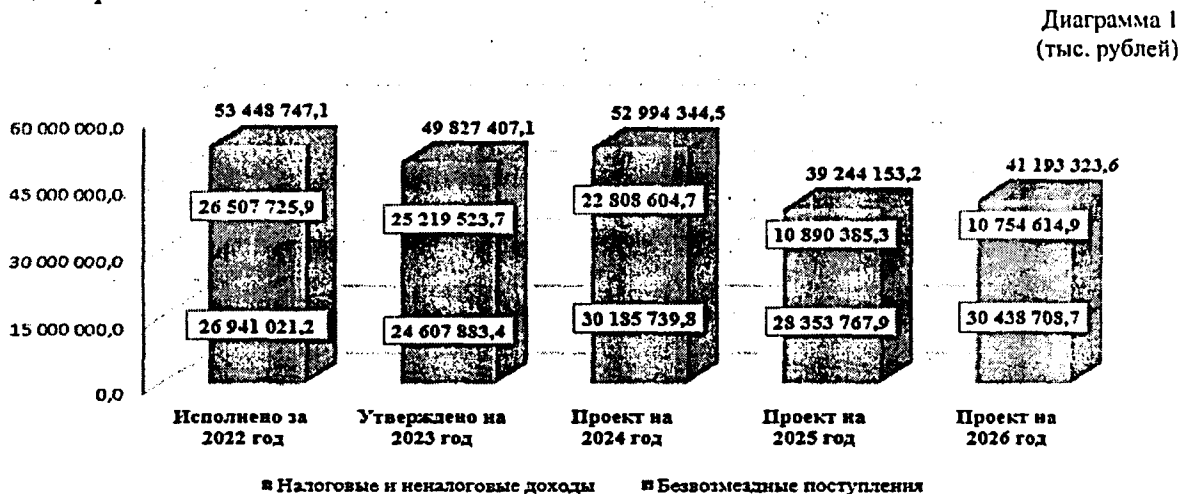 Диаграмма 1
(тыс. рублей)
53 448 747,1
49 827 407,1
52 994 344,5
39 244 153,2
41 193 323,6
60 000 000,0
45 000 000,0
30 000 000,0
15 000 000,0
0,0
26 507 725,9
25 219 523,7
22 808 604,7
10 890 385,3
10 754 614,9
26 941 021,2
24 607 883,4
30 185 739,8
28 353 767,9
30 438 708,7
Исполнено за
2022 год
Утверждено на
2023 год
Проект на
2024 год
Проект на
2025 год
Проект на
2026 год
Налоговые и неналоговые доходы
Безвозмездные поступления